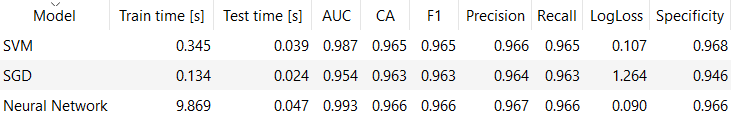 Model Train time [s] Test time [s] AUC CA F1 Precision Recall LogLoss Specificity
SVM 0.345 0.039 0.987 0.965 0.965 0.966 0.965 0.107 0.968
SGD 0.134 0.024 0.954 0.963 0.963 0.964 0.963 1.264 0.946
Neural Network 9.869 0.047 0.993 0.966 0.966 0.967 0.966 0.090 0.966